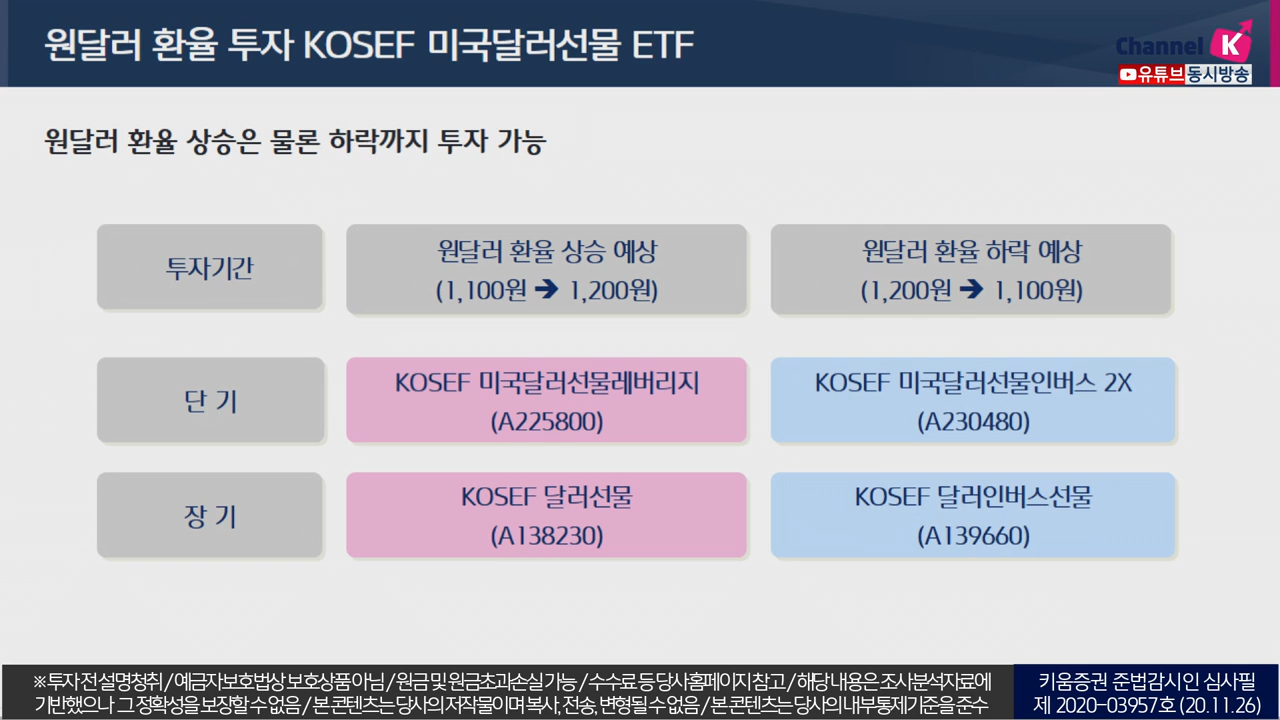 원달러 환율 투자 KOSEF 미국달러선물 ETF
Channel K
유튜브동시방송
원달러 환율 상승은 물론 하락까지 투자 가능
투자기간
원달러 환율 상승 예상
(1,100원 ➔ 1,200원)
원달러 환율 하락 예상
(1,200원 ➔ 1,100원)
단 기
KOSEF 미국달러선물레버리지
(A225800)
KOSEF 미국달러선물인버스 2X
(A230480)
장 기
KOSEF 달러선물
(A138230)
KOSEF 달러인버스선물
(A139660)
※투자 전 설명청취 / 예금자보호법상 보호상품 아님 / 원금 및 원금초과손실 가능 / 수수료 등 당사홈페이지 참고 / 해당 내용은 조사분석자료에
기반했으나 그 정확성을 보장할 수 없음 / 본 콘텐츠는 당사의 저작물이며 복사, 전송, 변형될 수 없음 / 본 콘텐츠는 당사의 내부통제기준을 준수
키움증권 준법감시인 심사필
제 2020-03957호 (20.11.26)